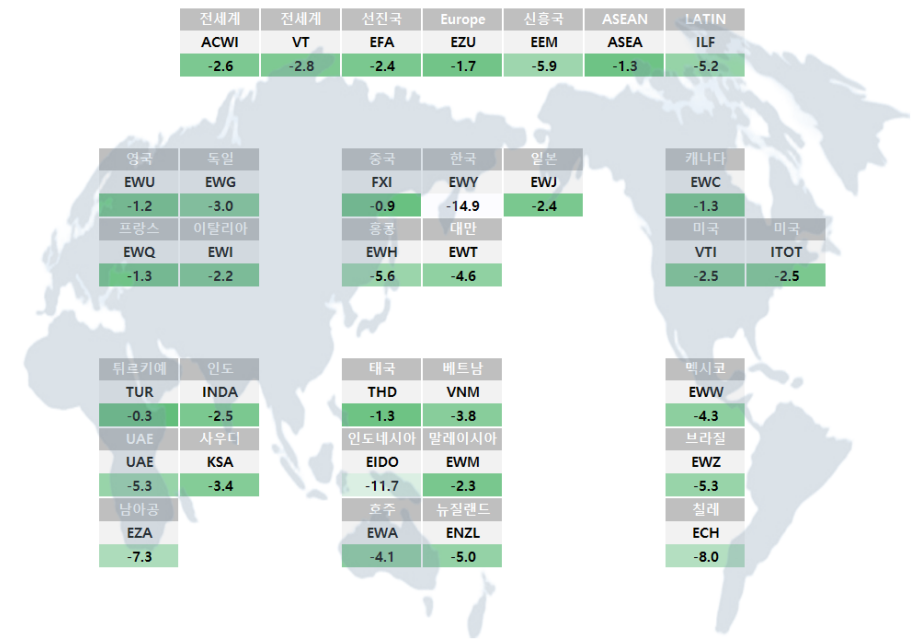 전세계 전세계 선진국 Europe 신흥국 ASEAN LATIN
ACWI VT EFA EZU EEM ASEA ILF
-2.6 -2.8 -2.4 -1.7 -5.9 -1.3 -5.2
영국 독일 중국 한국 일본 캐나다
EWU EWG FXI EWY EWJ EWC
-1.2 -3.0 -0.9 -14.9 -2.4 -1.3
프랑스 이탈리아 홍콩 대만 미국 미국
EWQ EWI EWH EWT VTI ITOT
-1.3 -2.2 -5.6 -4.6 -2.5 -2.5
튀르키예 인도 태국 베트남 멕시코
TUR INDA THD VNM EWW
-0.3 -2.5 -1.3 -3.8 -4.3
UAE 사우디 인도네시아 말레이시아 브라질
UAE KSA EIDO EWM EWZ
-5.3 -3.4 -11.7 -2.3 -5.3
남아공 호주 뉴질랜드 칠레
EZA EWA ENZL ECH
-7.3 -4.1 -5.0 -8.0